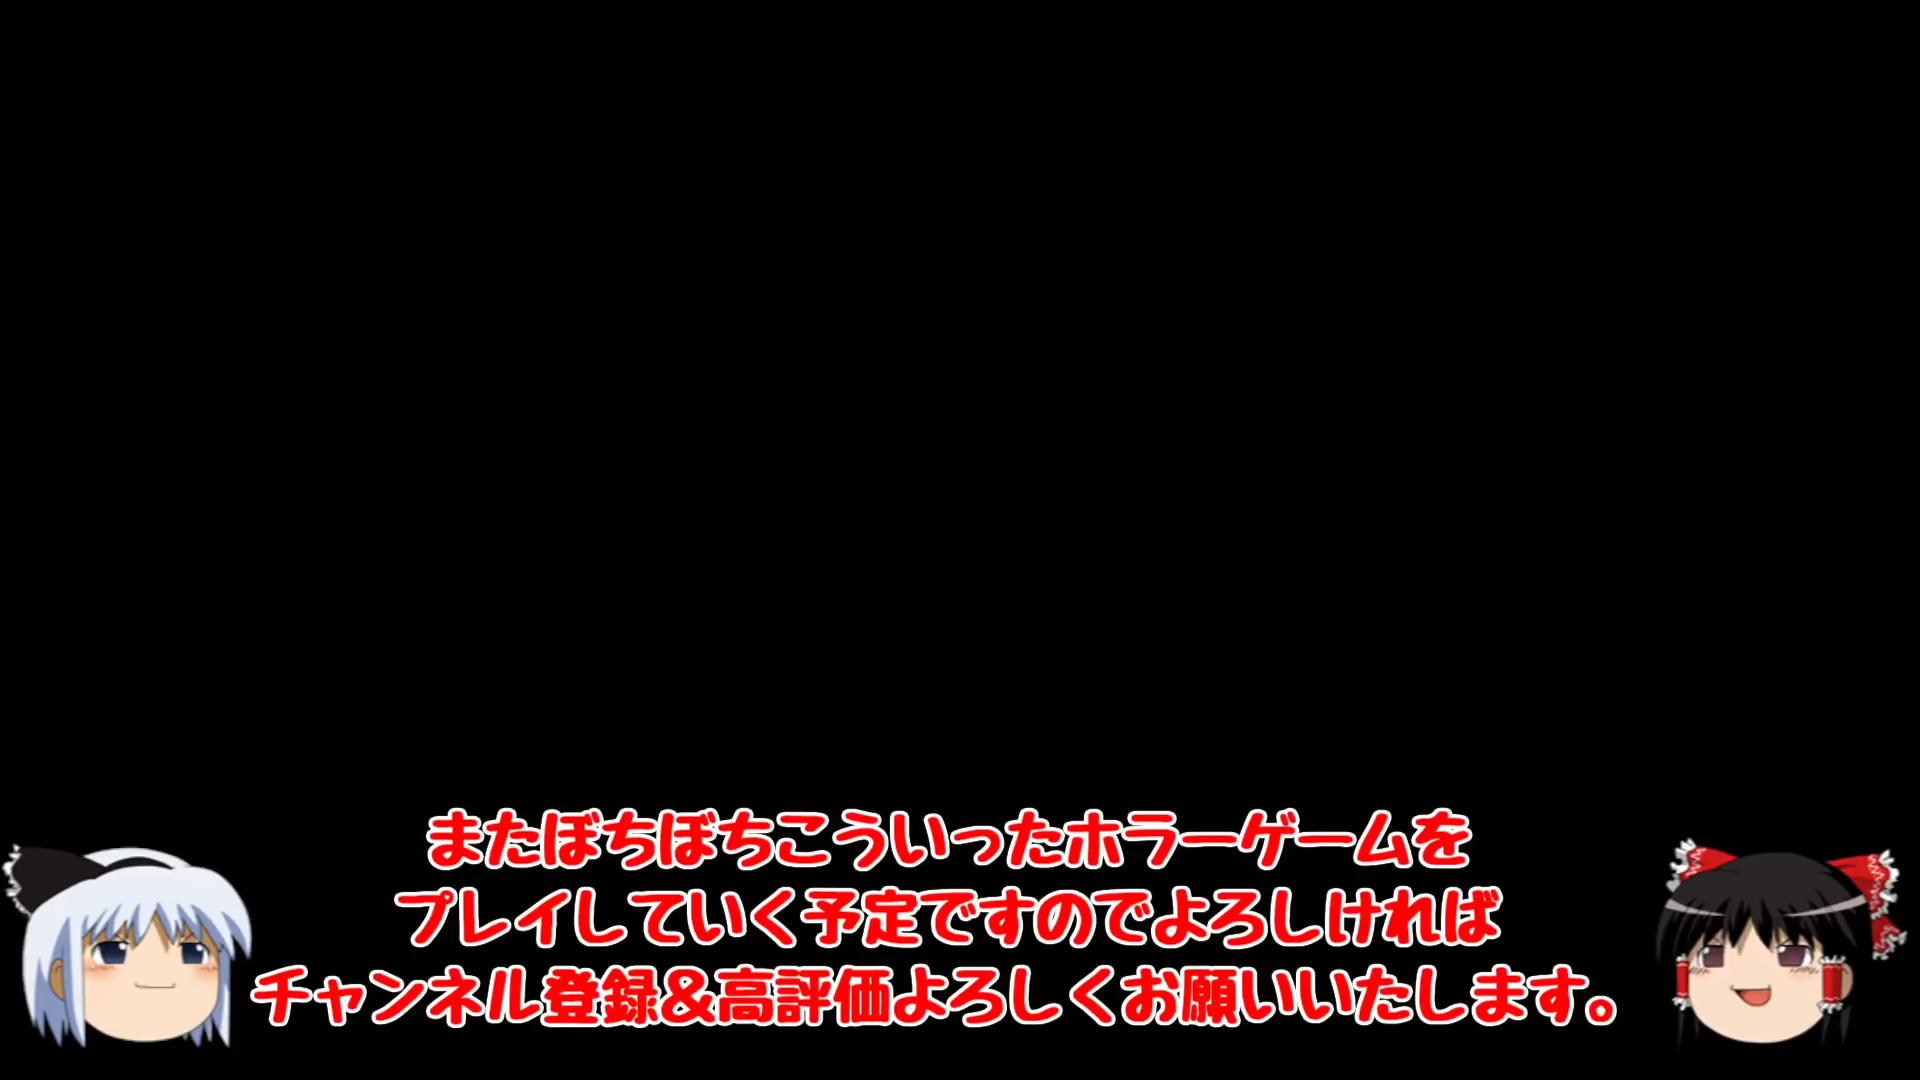 またぼちぼちこういったホラーゲームを
プレイしていく予定ですのでよろしければ
チャンネル登録&高評価よろしくお願いいたします。